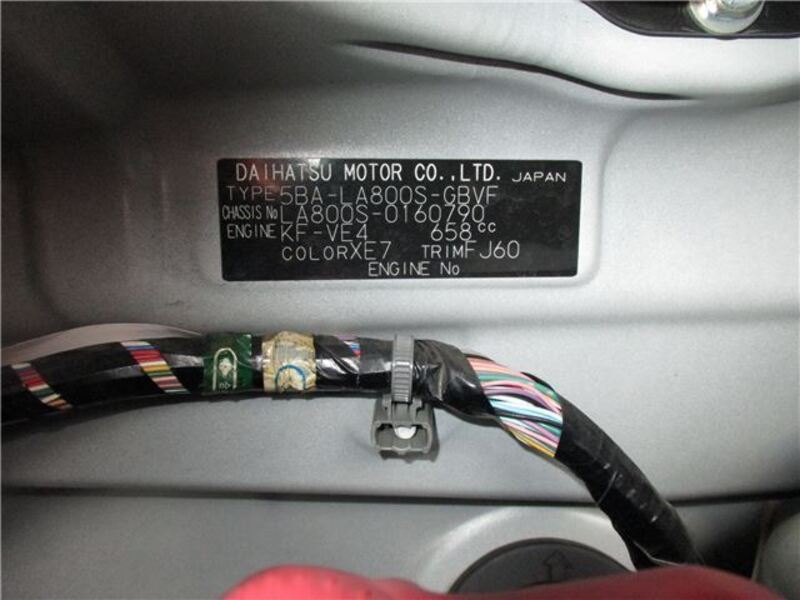 DAIHATSU MOTOR CO.,LTD. JAPAN
TYPE 5BA-LA800S-GBVF
CHASSIS No LA800S-0160790
ENGINE KF-VE4 658cc
COLOR XE7 TRIM FJ60
ENGINE No